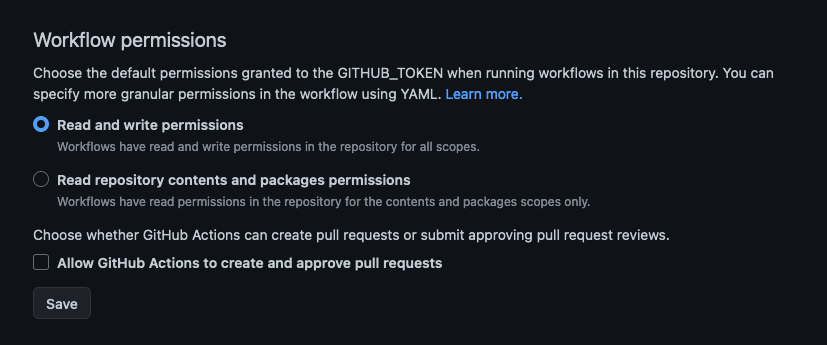 Workflow permissions
Choose the default permissions granted to the GITHUB_TOKEN when running workflows in this repository. You can
specify more granular permissions in the workflow using YAML. Learn more.
Read and write permissions
Workflows have read and write permissions in the repository for all scopes.
Read repository contents and packages permissions
Workflows have read permissions in the repository for the contents and packages scopes only.
Choose whether GitHub Actions can create pull requests or submit approving pull request reviews.
Allow GitHub Actions to create and approve pull requests
Save